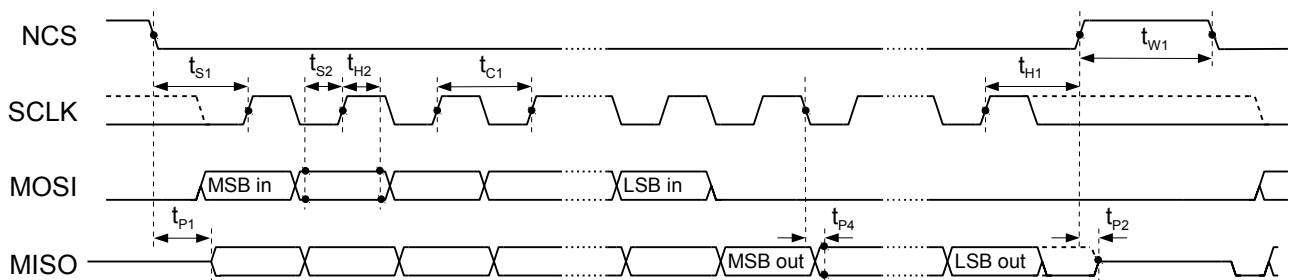 NCS
t_W1
t_S1 t_S2 t_H2 t_C1 t_H1
SCLK
MOSI MSB in LSB in
t_P1 t_P4 t_P2
MISO MSB out LSB out